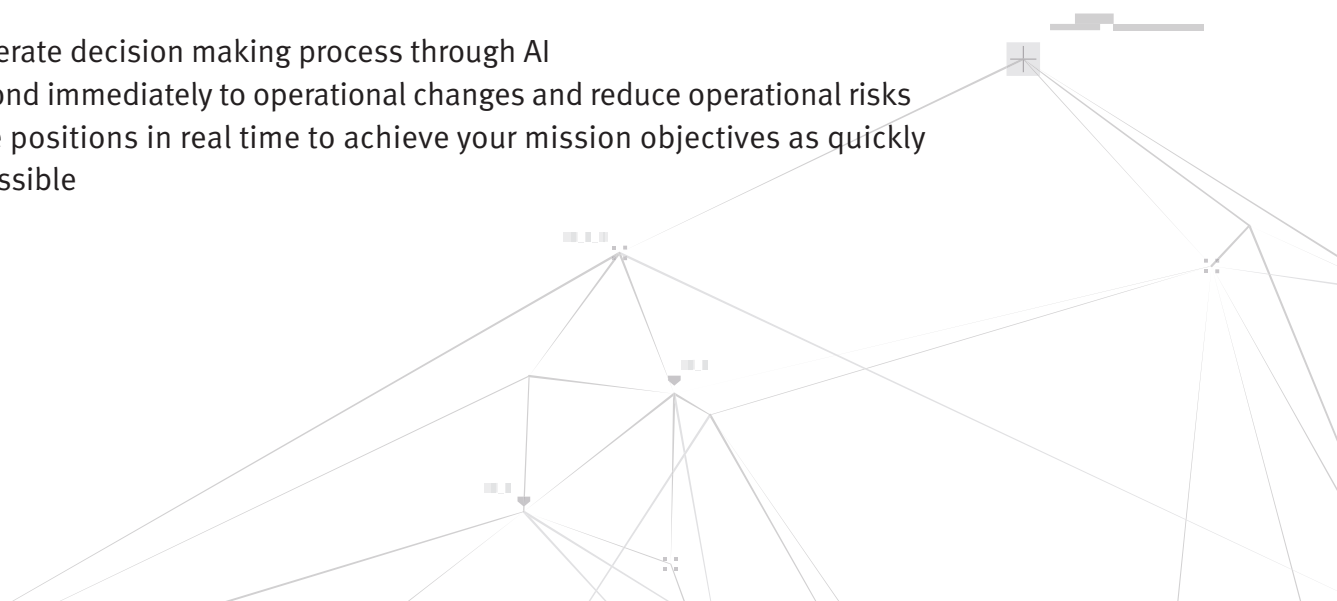 erate decision making process through AI
ond immediately to operational changes and reduce operational risks
e positions in real time to achieve your mission objectives as quickly
ssible